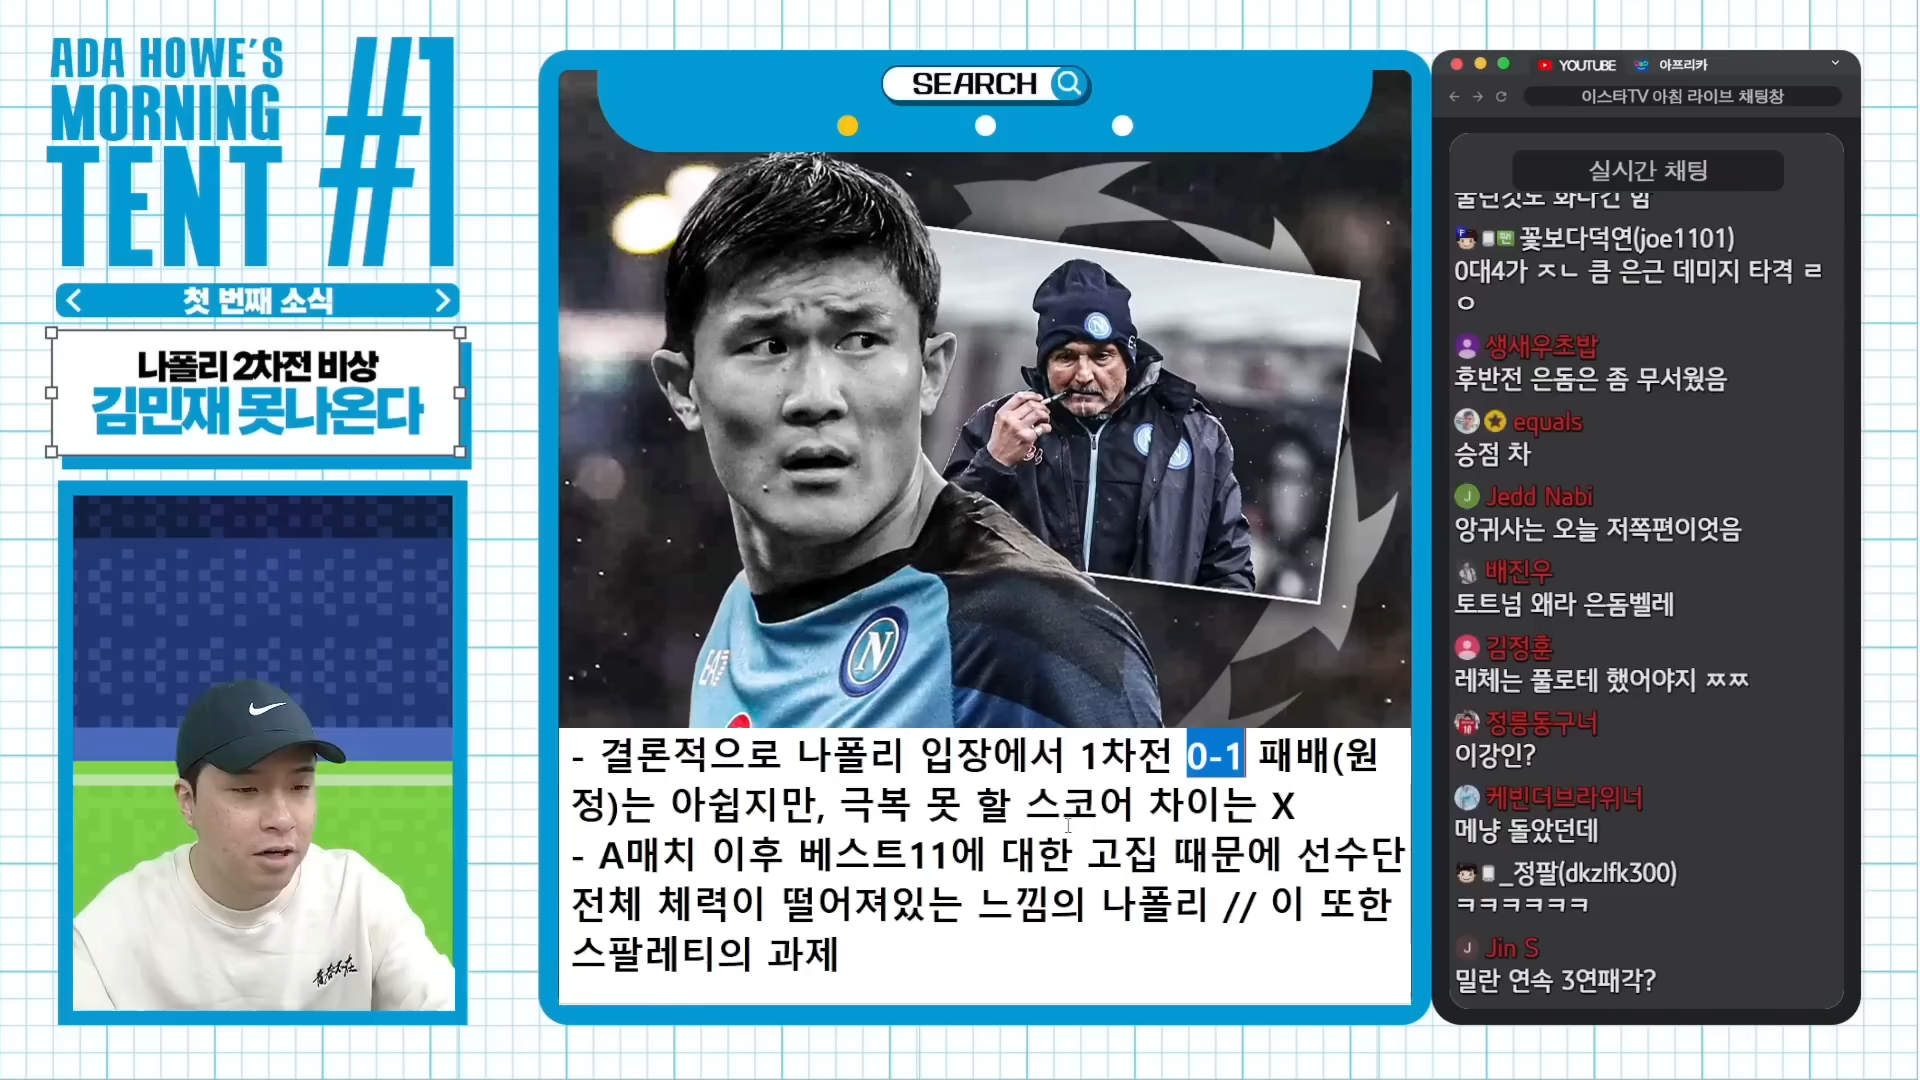 ADA HOWE'S
MORNING
TENT
#1
첫 번째 소식
나폴리 2차전 비상
김민재 못나온다
SEARCH
- 결론적으로 나폴리 입장에서 1차전 0-1 패배(원
정)는 아쉽지만, 극복 못 할 스코어 차이는 X
- A매치 이후 베스트11에 대한 고집 때문에 선수단
전체 체력이 떨어져있는 느낌의 나폴리 // 이 또한
스팔레티의 과제
YOUTUBE 아프리카
이스타TV 아침 라이브 채팅창
실시간 채팅
꽃보다덕연(joe1101)
0대4가 ㅈㄴ 큼 은근 데미지 타격 ㄹ
ㅇ
생새우초밥
후반전 은돔은 좀 무서웠음
equals
승점 차
Jedd Nabi
앙귀사는 오늘 저쪽편이엇음
배진우
토트넘 왜라 은돔벨레
김정훈
레체는 풀로테 했어야지 ㅉㅉ
정릉동구너
이강인?
케빈더브라위너
메냥 돌았던데
_정팔(dkzlfk300)
ㅋㅋㅋㅋㅋㅋ
Jin S
밀란 연속 3연패각?